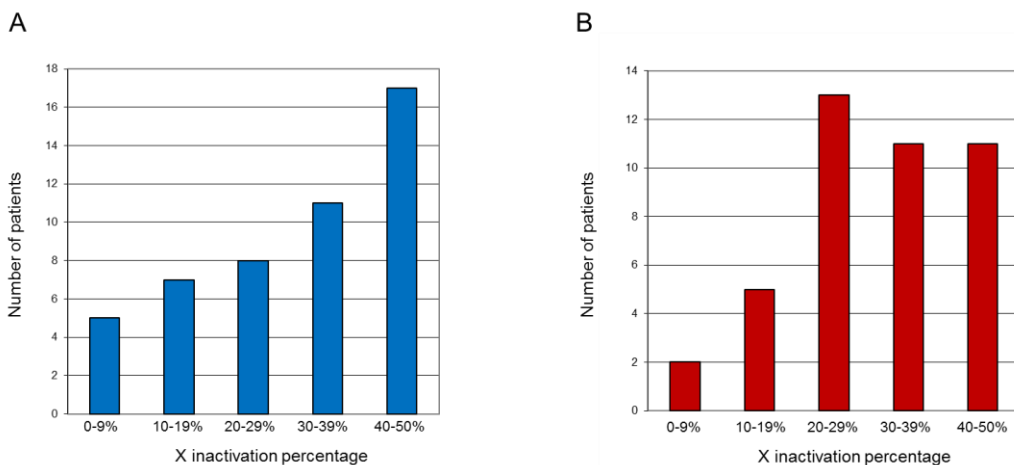 A
Number of patients
18
16
14
12
10
8
6
4
2
0
0-9% 10-19% 20-29% 30-39% 40-50%
X inactivation percentage
B
Number of patients
14
12
10
8
6
4
2
0
0-9% 10-19% 20-29% 30-39% 40-50%
X inactivation percentage